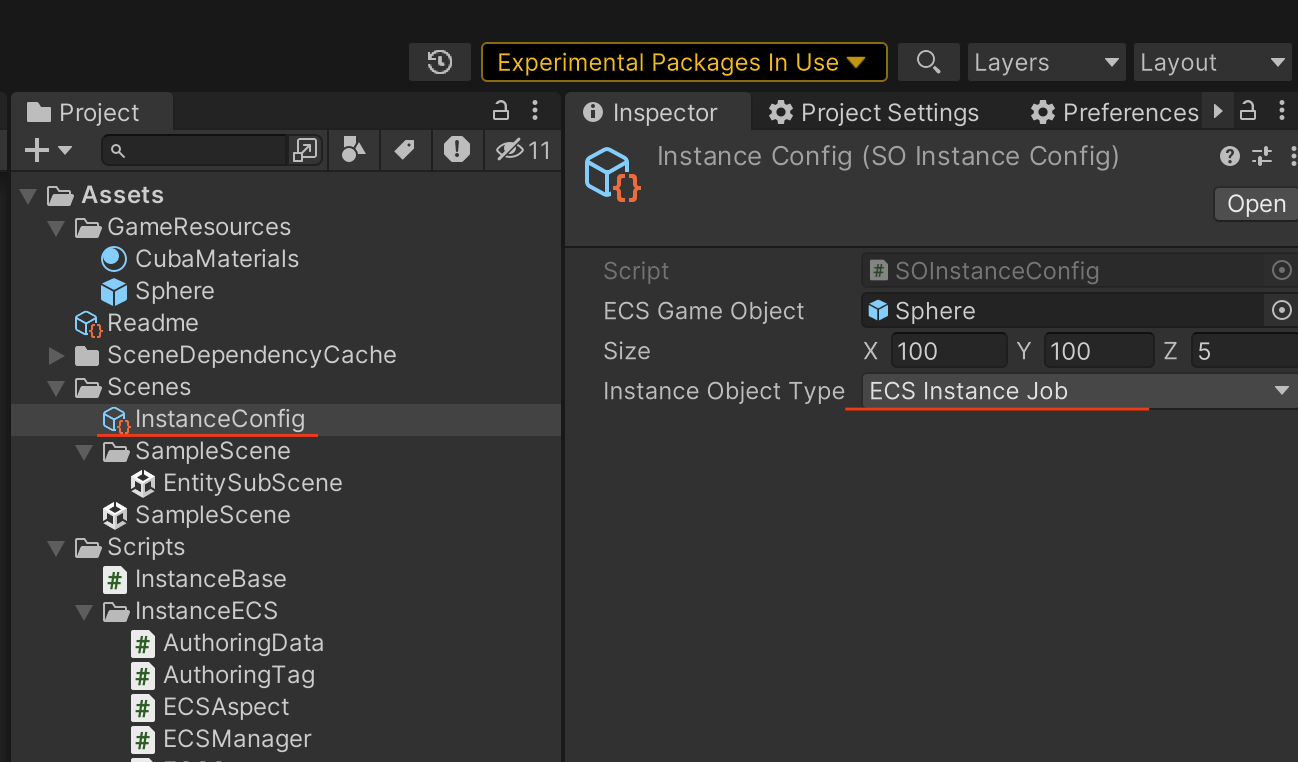 Experimental Packages In Use
Layers
Layout
Project
11
Assets
GameResources
CubaMaterials
Sphere
Readme
SceneDependencyCache
Scenes
InstanceConfig
SampleScene
EntitySubScene
SampleScene
Scripts
# InstanceBase
InstanceECS
# AuthoringData
# AuthoringTag
# ECSAspect
# ECSManager
Inspector
Project Settings
Preferences
Instance Config (SO Instance Config)
Open
Script # SOInstanceConfig
ECS Game Object Sphere
Size X 100 Y 100 Z 5
Instance Object Type ECS Instance Job